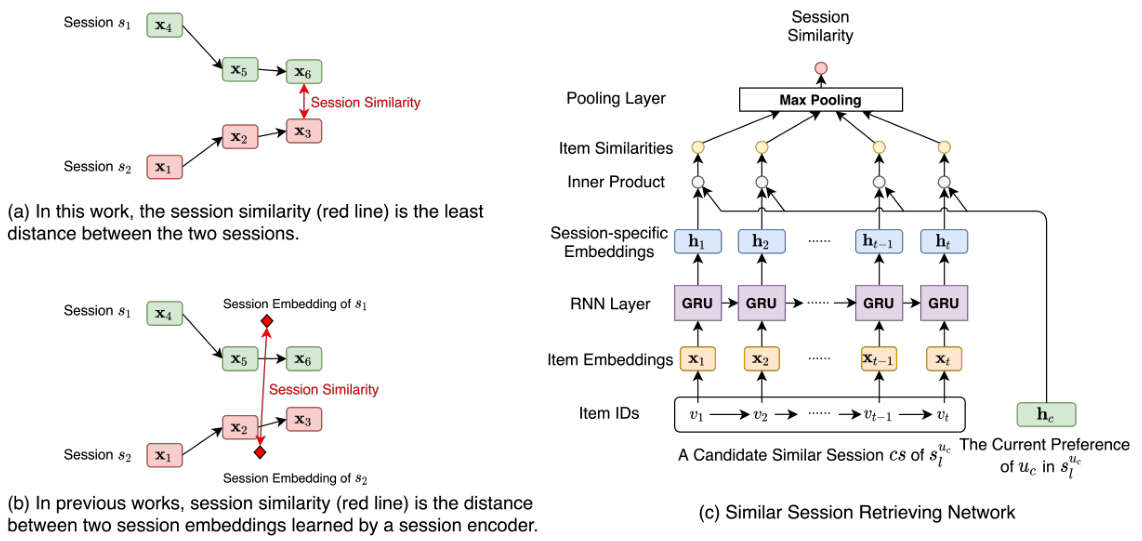 Session s₁
x₄
x₅
x₆
Session Similarity
x₂
x₃
Session s₂
x₁
(a) In this work, the session similarity (red line) is the least
distance between the two sessions.
Session s₁
x₄
Session Embedding of s₁
x₅
x₆
Session Similarity
x₂
x₃
Session s₂
x₁
Session Embedding of s₂
(b) In previous works, session similarity (red line) is the distance
between two session embeddings learned by a session encoder.
Session
Similarity
Pooling Layer
Max Pooling
Item Similarities
Inner Product
Session-specific
Embeddings
h₁ h₂ ...... hₜ₋₁ hₜ
RNN Layer
GRU GRU ...... GRU GRU
Item Embeddings
x₁ x₂ ...... xₜ₋₁ xₜ
Item IDs
v₁ v₂ ...... vₜ₋₁ vₜ
h_c
A Candidate Similar Session cs of s_l^{u_c}
The Current Preference
of u_c in s_l^{u_c}
(c) Similar Session Retrieving Network